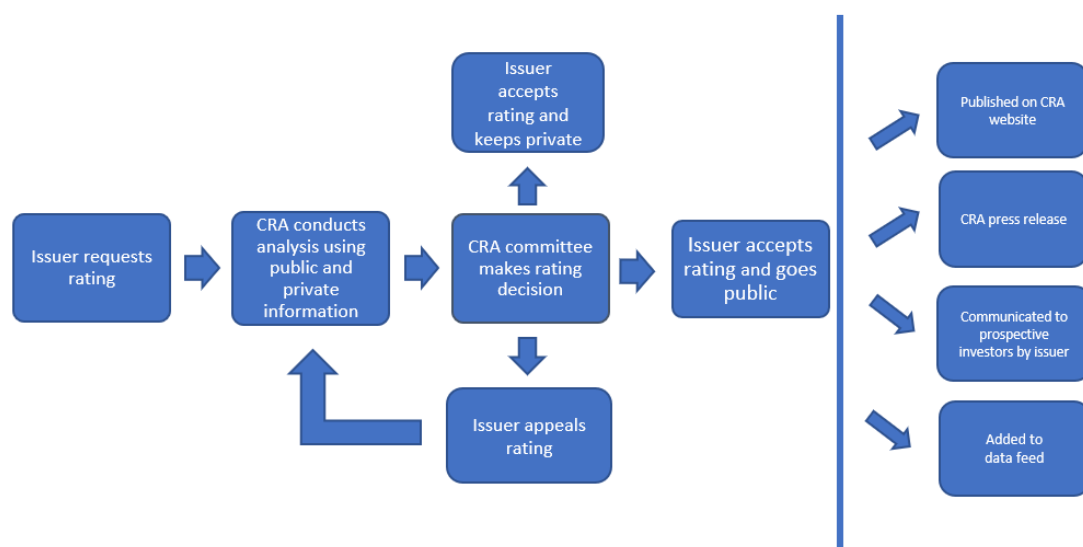 Issuer requests
rating
CRA conducts
analysis using
public and
private
information
Issuer
accepts
rating and
keeps private
CRA committee
makes rating
decision
Issuer appeals
rating
Issuer accepts
rating and goes
public
Published on CRA
website
CRA press release
Communicated to
prospective
investors by issuer
Added to
data feed